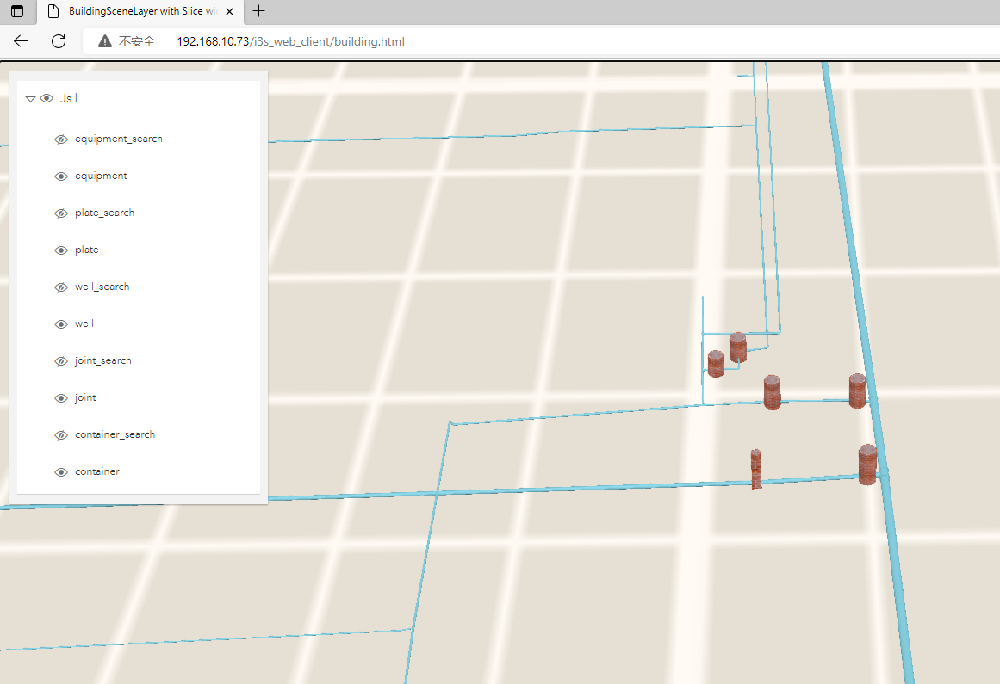 BuildingSceneLayer with Slice wi
不安全
192.168.10.73/i3s_web_client/building.html
Js l
equipment_search
equipment
plate_search
plate
well_search
well
joint_search
joint
container_search
container